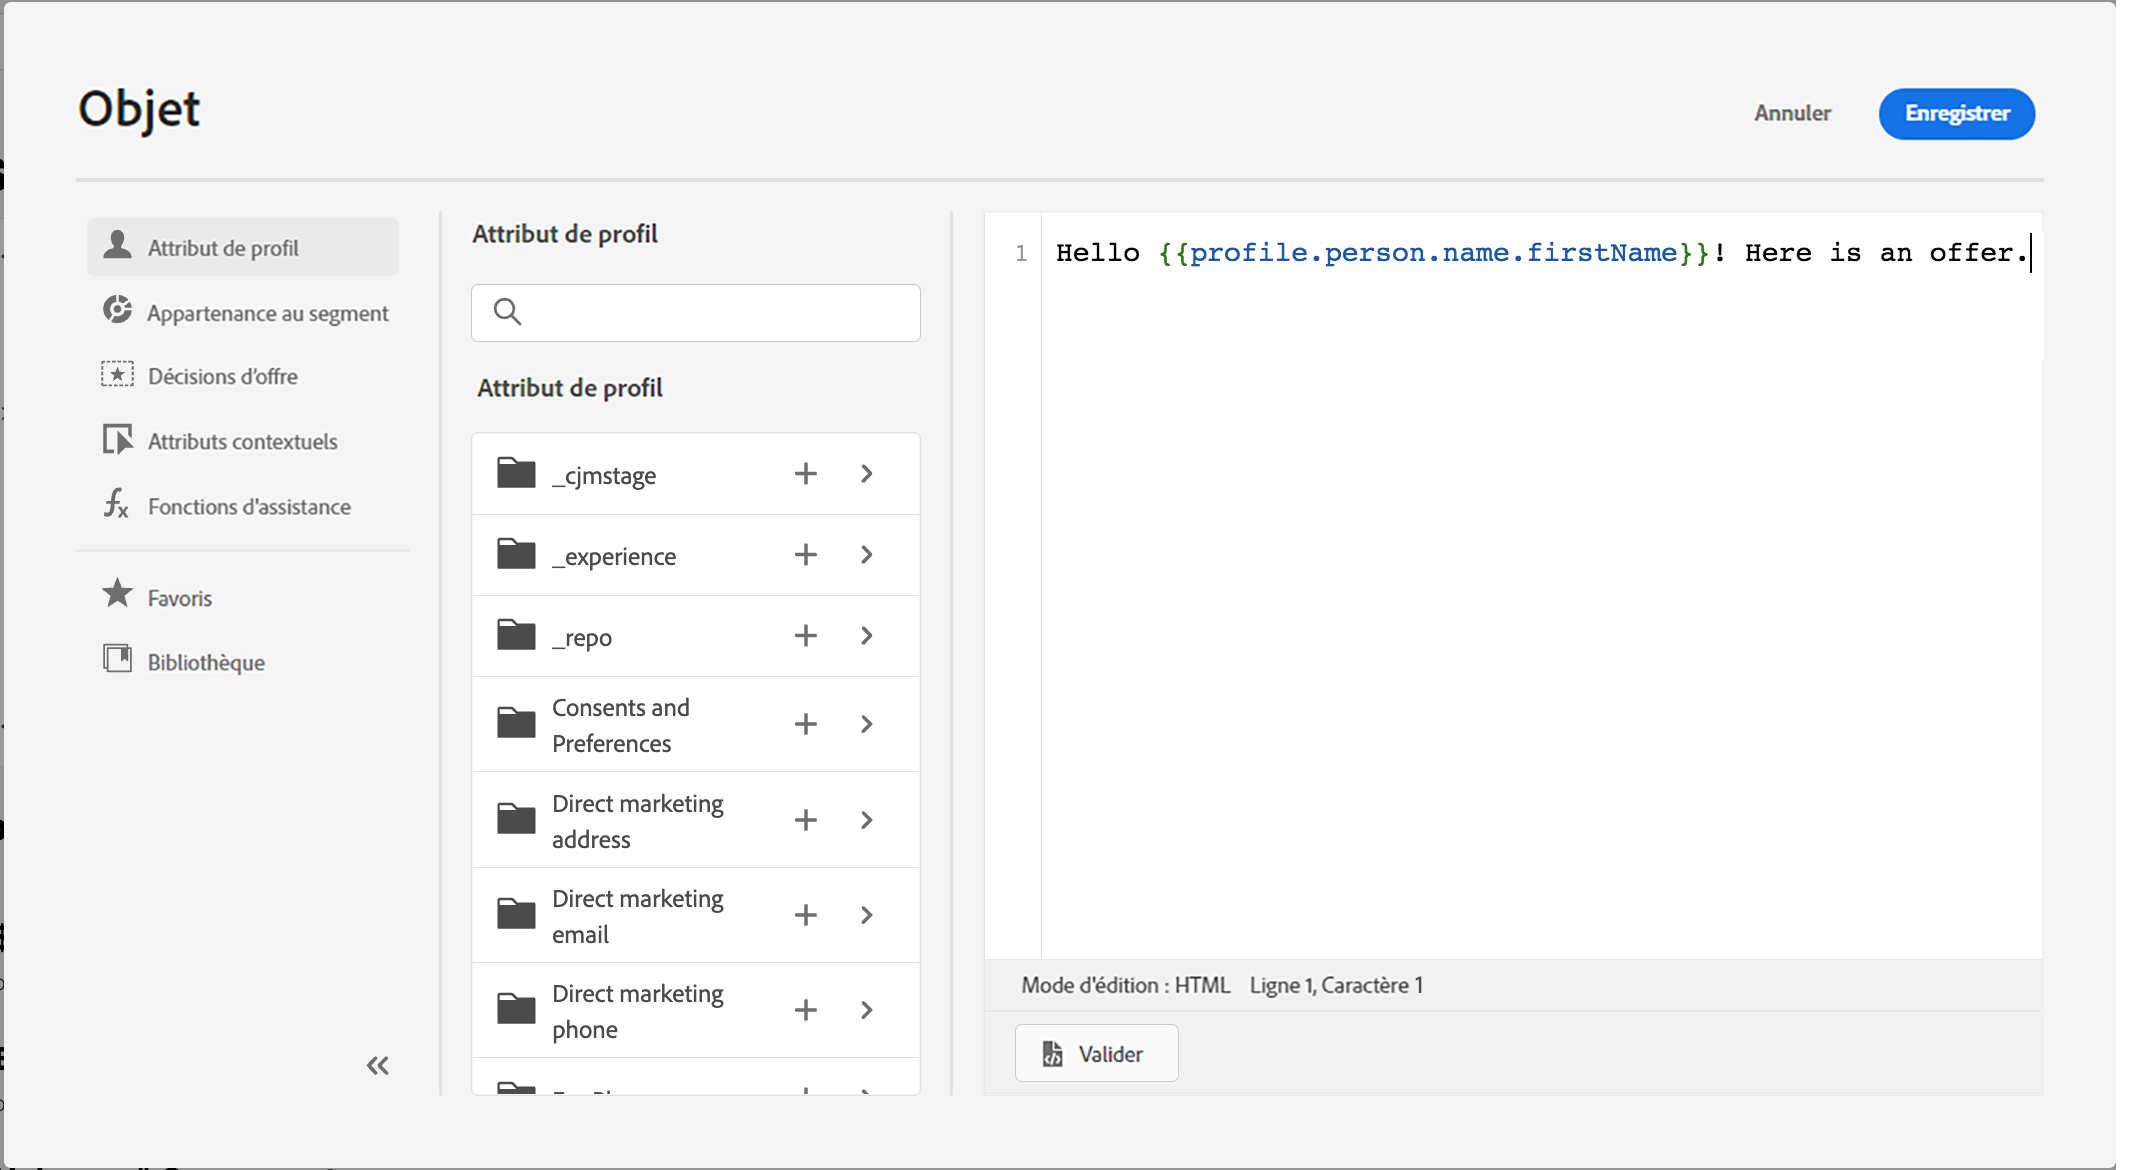 Objet
Annuler
Enregistrer
Attribut de profil
Appartenance au segment
Décisions d'offre
Attributs contextuels
Fonctions d'assistance
Favoris
Bibliothèque
Attribut de profil
Attribut de profil
_cjmstage
_experience
_repo
Consents and
Preferences
Direct marketing
address
Direct marketing
email
Direct marketing
phone
1 Hello {{profile.person.name.firstName}}! Here is an offer.
Mode d'édition : HTML Ligne 1, Caractère 1
Valider